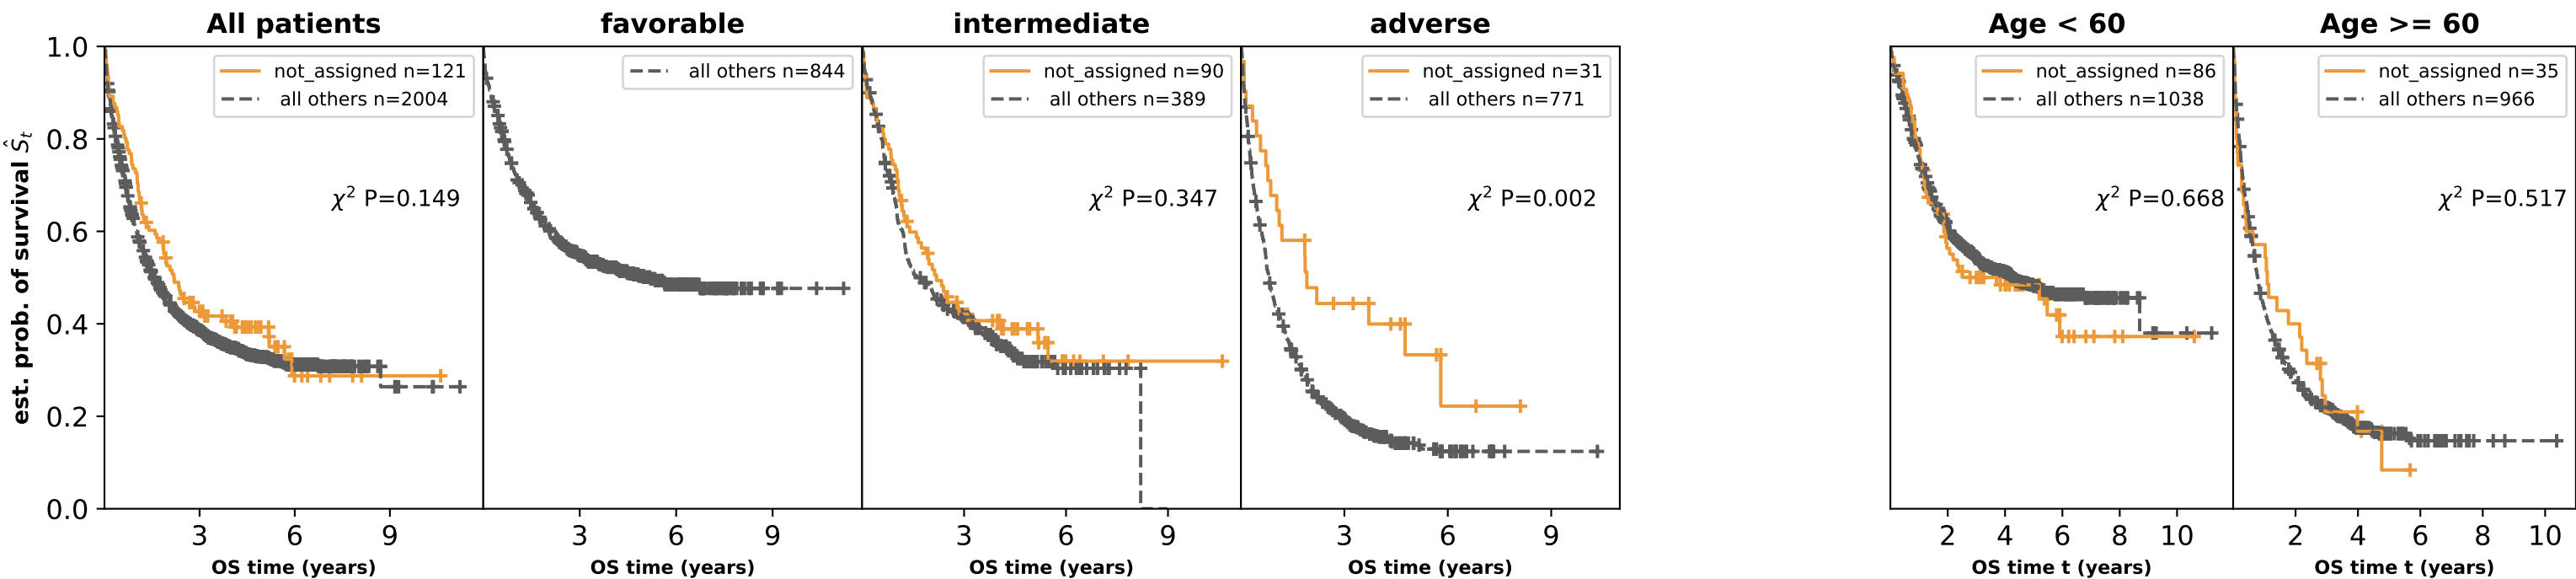 All patients
favorable
intermediate
adverse
Age < 60
Age >= 60
est. prob. of survival Ŝt
1.0
0.8
0.6
0.4
0.2
0.0
not_assigned n=121
all others n=2004
χ² P=0.149
3 6 9
OS time (years)
all others n=844
3 6 9
OS time (years)
not_assigned n=90
all others n=389
χ² P=0.347
3 6 9
OS time (years)
not_assigned n=31
all others n=771
χ² P=0.002
3 6 9
OS time (years)
not_assigned n=86
all others n=1038
χ² P=0.668
2 4 6 8 10
OS time t (years)
not_assigned n=35
all others n=966
χ² P=0.517
2 4 6 8 10
OS time t (years)